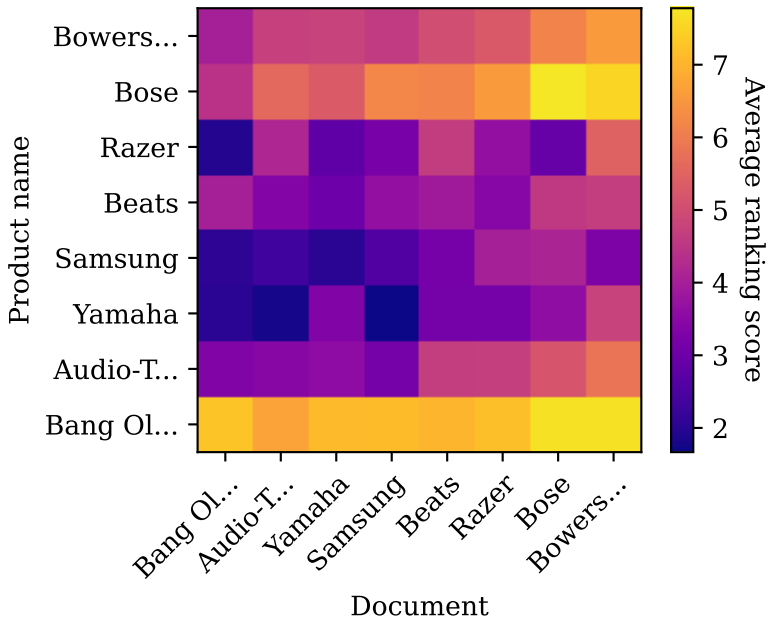 Product name
Bowers...
Bose
Razer
Beats
Samsung
Yamaha
Audio-T...
Bang Ol...
Bang Ol...
Audio-T...
Yamaha
Samsung
Beats
Razer
Bose
Bowers...
Document
7
6
5
4
3
2
Average ranking score